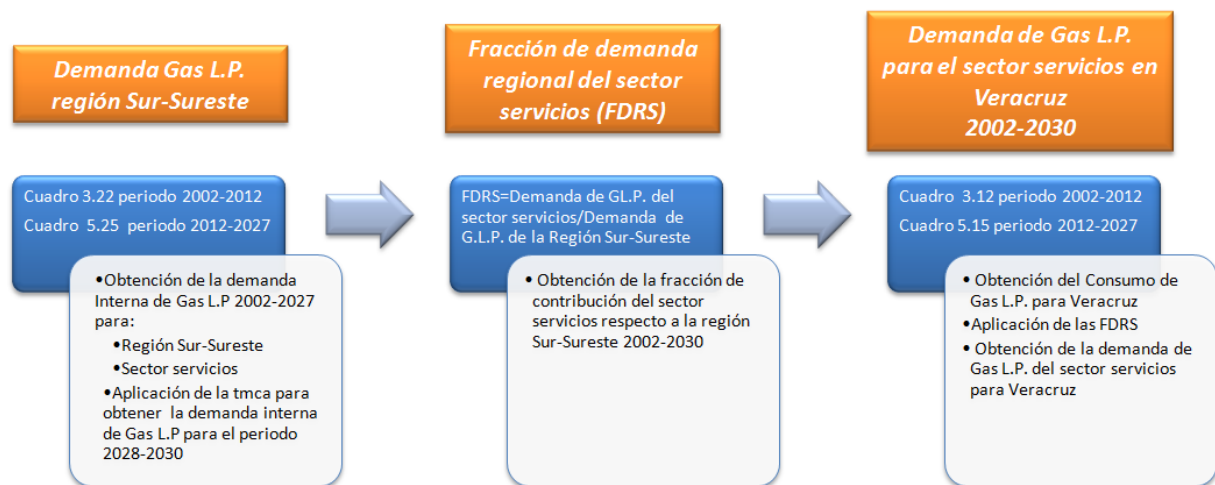 Demanda Gas L.P.
región Sur-Sureste
Cuadro 3.22 periodo 2002-2012
Cuadro  5.25  periodo 2012-2027
•Obtención de la demanda
Interna de Gas L.P 2002-2027
para:
•Región Sur-Sureste
•Sector servicios
•Aplicación de la tmca para
obtener  la demanda interna
de Gas L.P para el periodo
2028-2030
Fracción de demanda
regional del sector
servicios (FDRS)
FDRS=Demanda de GL.P. del
sector servicios/Demanda  de
G.L.P. de la Región Sur-Sureste
• Obtención de la fracción de
contribución del sector
servicios respecto a la región
Sur-Sureste 2002-2030
Demanda de Gas L.P.
para el sector servicios en
Veracruz
2002-2030
Cuadro  3.12 periodo 2002-2012
Cuadro 5.15 periodo 2012-2027
• Obtención del Consumo de
Gas L.P. para Veracruz
•Aplicación de las FDRS
• Obtención de la demanda de
Gas L.P. del sector servicios
para Veracruz